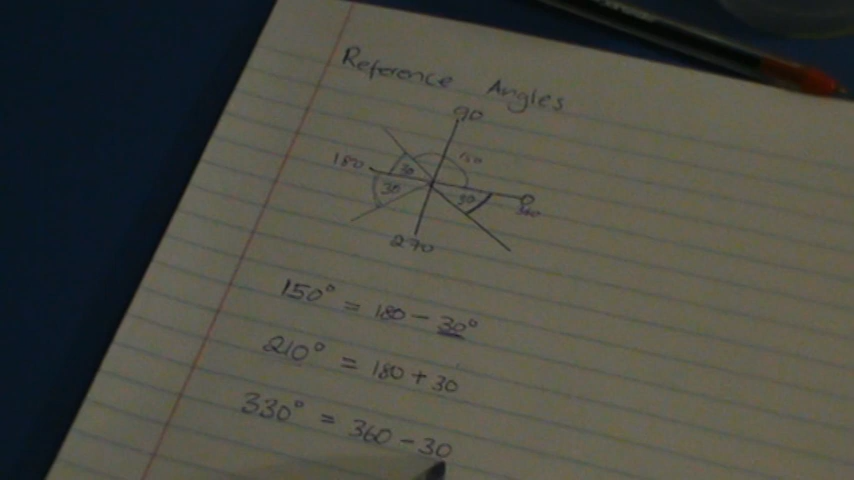 Reference Angles
90
180 30 150
30 30 0
360
270
150° = 180 - 30°
210° = 180 + 30
330° = 360 - 30